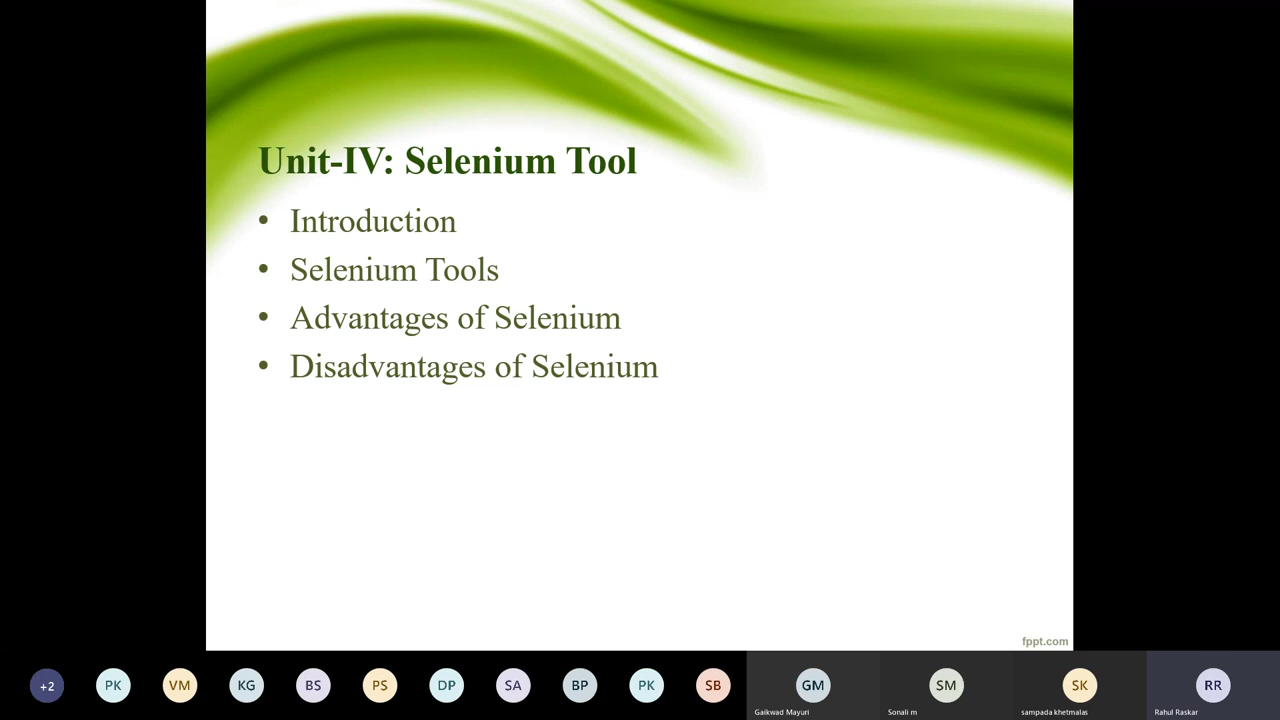 Unit-IV: Selenium Tool
• Introduction
• Selenium Tools
• Advantages of Selenium
• Disadvantages of Selenium
fppt.com
+2 PK VM KG BS PS DP SA BP PK SB GM SM SK RR
Gaikwad Mayuri Sonali m sampada khetmalas Rahul Raskar